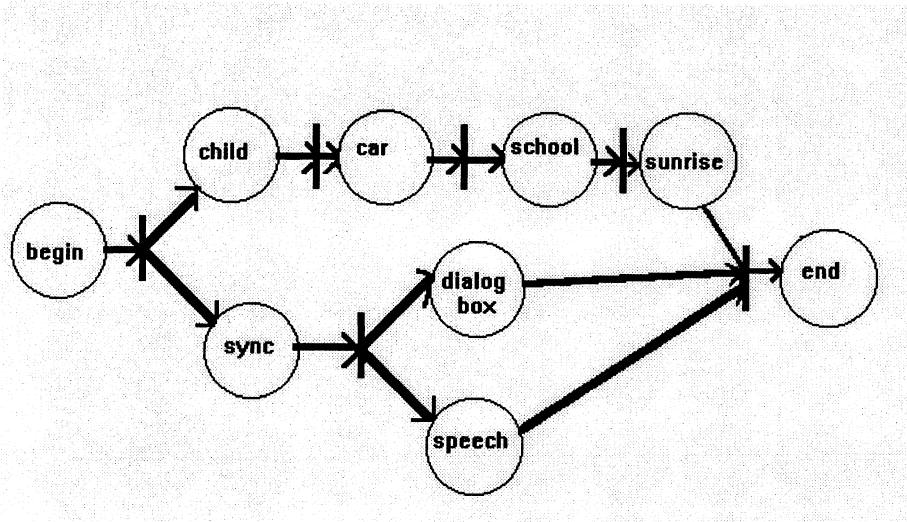 child
car
school
sunrise
begin
sync
dialog
box
speech
end